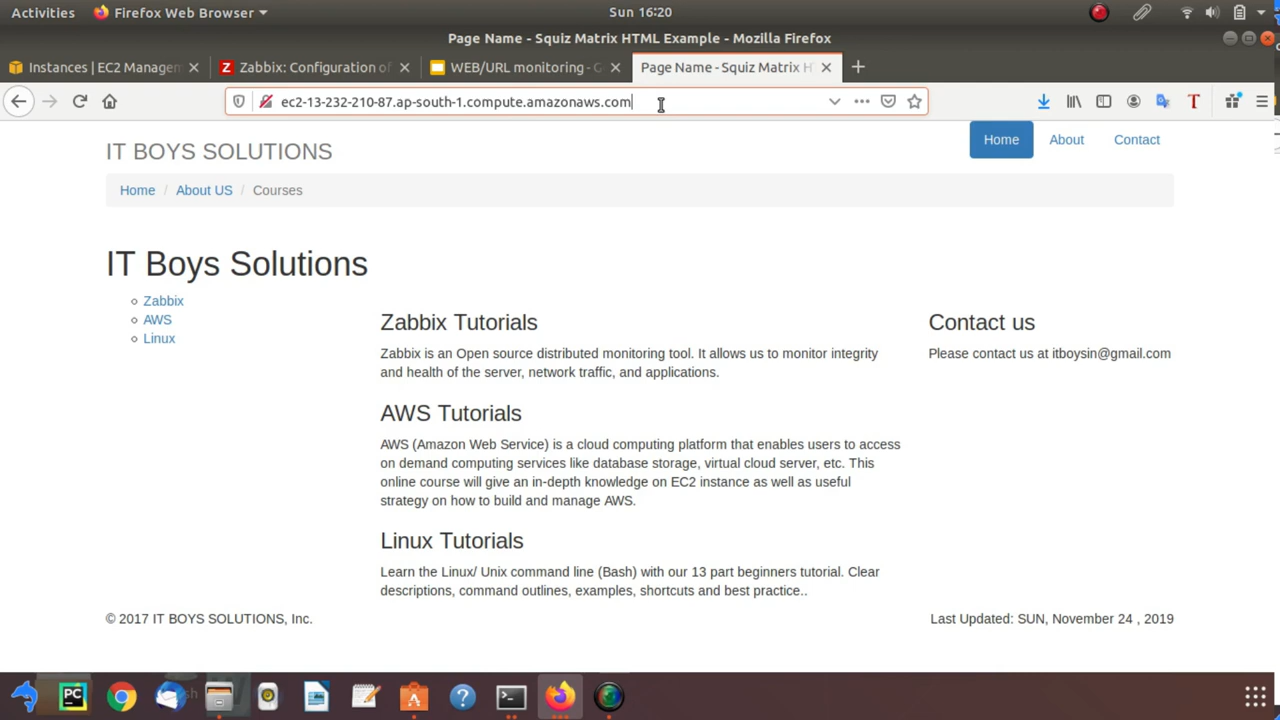 Activities Firefox Web Browser Sun 16:20
Page Name - Squiz Matrix HTML Example - Mozilla Firefox
Instances | EC2 Managem Zabbix: Configuration of WEB/URL monitoring - G Page Name - Squiz Matrix H
ec2-13-232-210-87.ap-south-1.compute.amazonaws.com
IT BOYS SOLUTIONS Home About Contact
Home / About US / Courses
IT Boys Solutions
Zabbix
AWS
Linux
Zabbix Tutorials
Zabbix is an Open source distributed monitoring tool. It allows us to monitor integrity
and health of the server, network traffic, and applications.
AWS Tutorials
AWS (Amazon Web Service) is a cloud computing platform that enables users to access
on demand computing services like database storage, virtual cloud server, etc. This
online course will give an in-depth knowledge on EC2 instance as well as useful
strategy on how to build and manage AWS.
Linux Tutorials
Learn the Linux/ Unix command line (Bash) with our 13 part beginners tutorial. Clear
descriptions, command outlines, examples, shortcuts and best practice..
Contact us
Please contact us at itboysin@gmail.com
© 2017 IT BOYS SOLUTIONS, Inc. Last Updated: SUN, November 24 , 2019